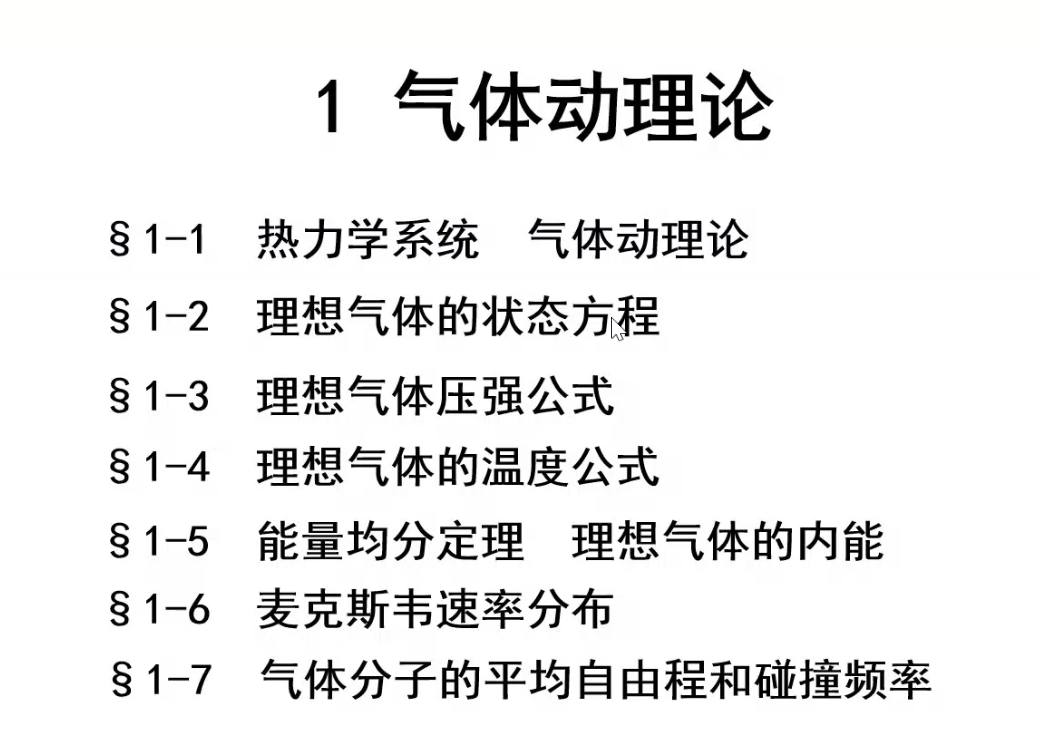 1 气体动理论
§1-1 热力学系统 气体动理论
§1-2 理想气体的状态方程
§1-3 理想气体压强公式
§1-4 理想气体的温度公式
§1-5 能量均分定理 理想气体的内能
§1-6 麦克斯韦速率分布
§1-7 气体分子的平均自由程和碰撞频率